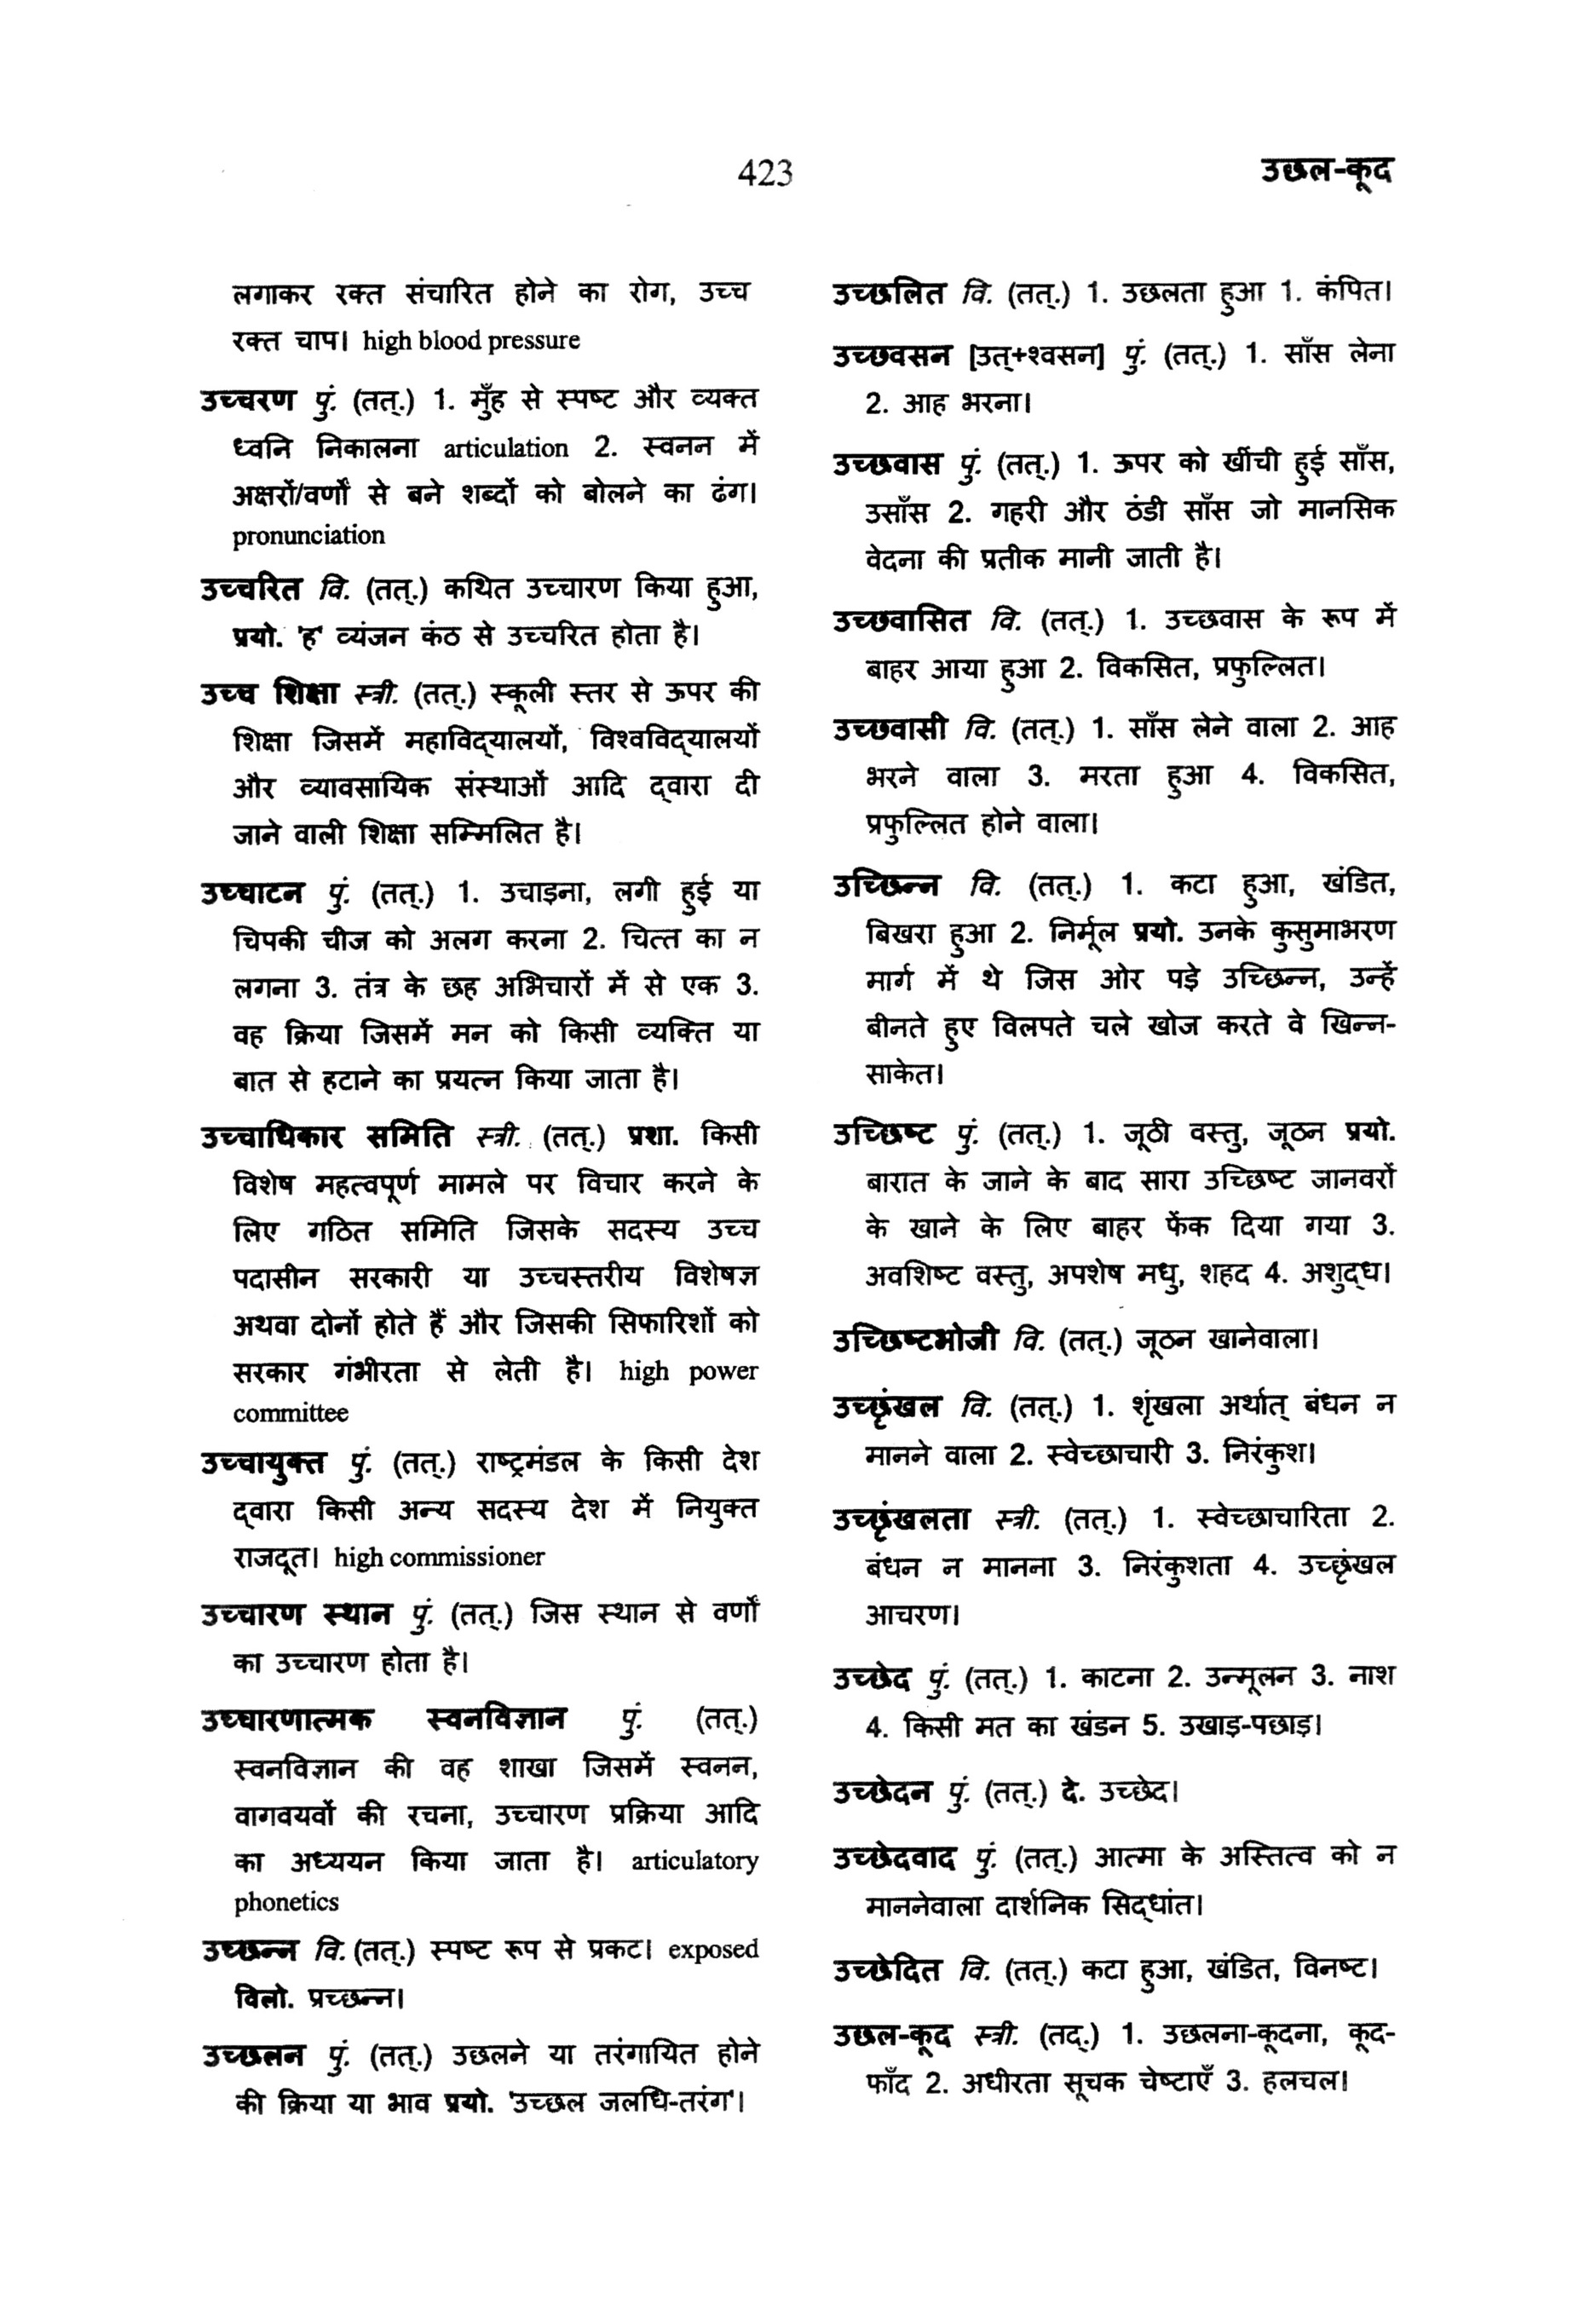 423
उछल-कूद
लगाकर रक्त संचारित होने का रोग, उच्च
रक्त चाप। high blood pressure
उच्चरण पुं. (तत्.) 1. मुँह से स्पष्ट और व्यक्त
ध्वनि निकालना articulation 2. स्वनन में
अक्षरों/वर्णों से बने शब्दों को बोलने का ढंग।
pronunciation
उच्चरित वि. (तत्.) कथित उच्चारण किया हुआ,
प्रयो. 'ह' व्यंजन कंठ से उच्चरित होता है।
उच्च शिक्षा स्त्री. (तत्.) स्कूली स्तर से ऊपर की
शिक्षा जिसमें महाविद्यालयों, विश्वविद्यालयों
और व्यावसायिक संस्थाओं आदि द्वारा दी
जाने वाली शिक्षा सम्मिलित है।
उच्चाटन पुं. (तत्.) 1. उचाड़ना, लगी हुई या
चिपकी चीज को अलग करना 2. चित्त का न
लगना 3. तंत्र के छह अभिचारों में से एक 3.
वह क्रिया जिसमें मन को किसी व्यक्ति या
बात से हटाने का प्रयत्न किया जाता है।
उच्चाधिकार समिति स्त्री. (तत्.) प्रशा. किसी
विशेष महत्वपूर्ण मामले पर विचार करने के
लिए गठित समिति जिसके सदस्य उच्च
पदासीन सरकारी या उच्चस्तरीय विशेषज्ञ
अथवा दोनों होते हैं और जिसकी सिफारिशों को
सरकार गंभीरता से लेती है। high power
committee
उच्चायुक्त पुं. (तत्.) राष्ट्रमंडल के किसी देश
द्वारा किसी अन्य सदस्य देश में नियुक्त
राजदूत। high commissioner
उच्चारण स्थान पुं. (तत्.) जिस स्थान से वर्णों
का उच्चारण होता है।
उच्चारणात्मक स्वनविज्ञान पुं. (तत्.)
स्वनविज्ञान की वह शाखा जिसमें स्वनन,
वागवयवों की रचना, उच्चारण प्रक्रिया आदि
का अध्ययन किया जाता है। articulatory
phonetics
उच्छन्न वि. (तत्.) स्पष्ट रूप से प्रकट। exposed
विलो. प्रच्छन्न।
उच्छलन पुं. (तत्.) उछलने या तरंगायित होने
की क्रिया या भाव प्रयो. 'उच्छल जलधि-तरंग'।
उच्छलित वि. (तत्.) 1. उछलता हुआ 1. कंपित।
उच्छवसन [उत्+श्वसन] पुं. (तत्.) 1. साँस लेना
2. आह भरना।
उच्छवास पुं. (तत्.) 1. ऊपर को खींची हुई साँस,
उसाँस 2. गहरी और ठंडी साँस जो मानसिक
वेदना की प्रतीक मानी जाती है।
उच्छवासित वि. (तत्.) 1. उच्छवास के रूप में
बाहर आया हुआ 2. विकसित, प्रफुल्लित।
उच्छवासी वि. (तत्.) 1. साँस लेने वाला 2. आह
भरने वाला 3. मरता हुआ 4. विकसित,
प्रफुल्लित होने वाला।
उच्छिन्न वि. (तत्.) 1. कटा हुआ, खंडित,
बिखरा हुआ 2. निर्मूल प्रयो. उनके कुसुमाभरण
मार्ग में थे जिस ओर पड़े उच्छिन्न, उन्हें
बीनते हुए विलपते चले खोज करते वे खिन्न-
साकेत।
उच्छिष्ट पुं. (तत्.) 1. जूठी वस्तु, जूठन प्रयो.
बारात के जाने के बाद सारा उच्छिष्ट जानवरों
के खाने के लिए बाहर फेंक दिया गया 3.
अवशिष्ट वस्तु, अपशेष मधु, शहद 4. अशुद्ध।
उच्छिष्टभोजी वि. (तत्.) जूठन खानेवाला।
उच्छृंखल वि. (तत्.) 1. शृंखला अर्थात् बंधन न
मानने वाला 2. स्वेच्छाचारी 3. निरंकुश।
उच्छृंखलता स्त्री. (तत्.) 1. स्वेच्छाचारिता 2.
बंधन न मानना 3. निरंकुशता 4. उच्छृंखल
आचरण।
उच्छेद पुं. (तत्.) 1. काटना 2. उन्मूलन 3. नाश
4. किसी मत का खंडन 5. उखाड़-पछाड़।
उच्छेदन पुं. (तत्.) दे. उच्छेद।
उच्छेदवाद पुं. (तत्.) आत्मा के अस्तित्व को न
माननेवाला दार्शनिक सिद्धांत।
उच्छेदित वि. (तत्.) कटा हुआ, खंडित, विनष्ट।
उछल-कूद स्त्री. (तद्.) 1. उछलना-कूदना, कूद-
फाँद 2. अधीरता सूचक चेष्टाएँ 3. हलचल।